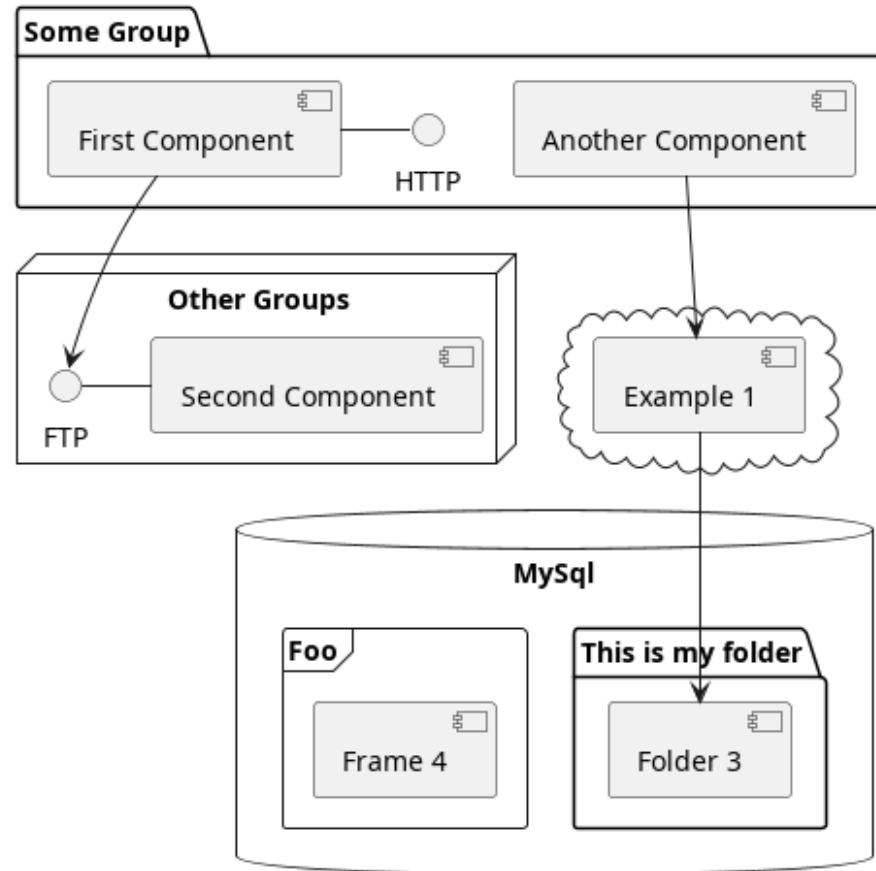 Some Group
First Component
HTTP
Another Component
Other Groups
Second Component
FTP
Example 1
MySql
Foo
Frame 4
This is my folder
Folder 3